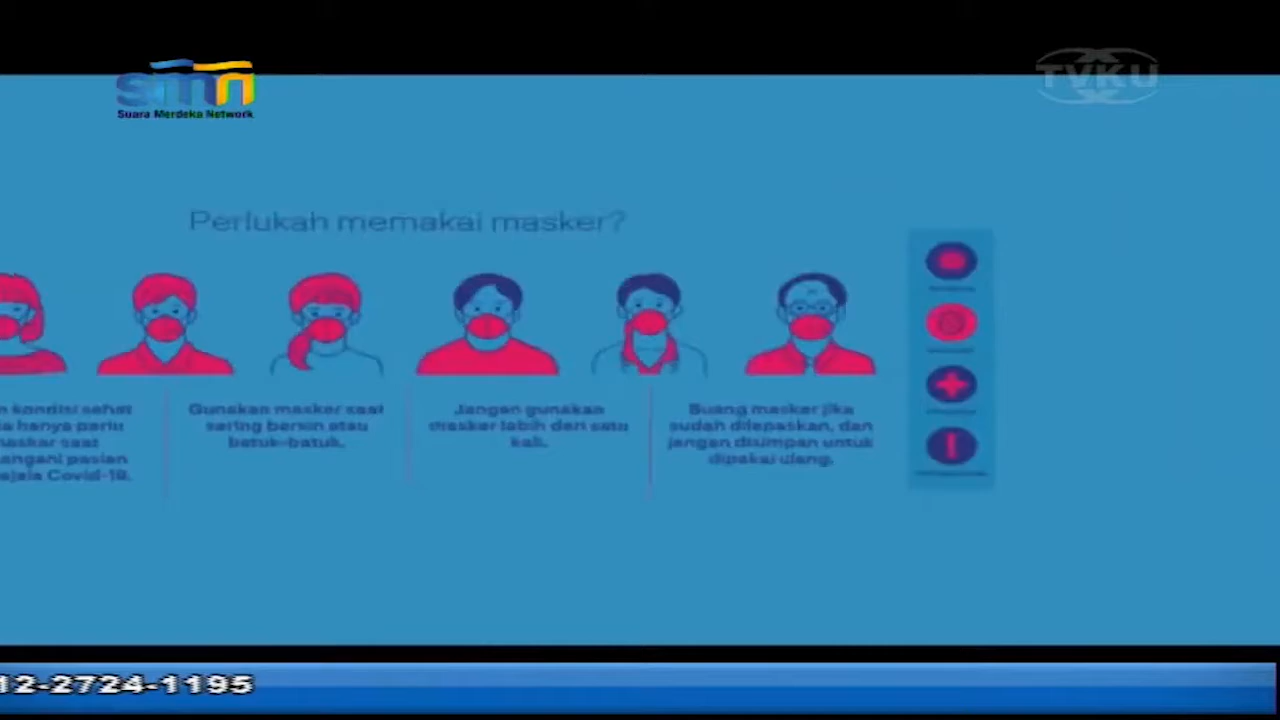 smn
Suara Merdeka Network
TVKU
Perlukah memakai masker?
kondisi sehat
hanya perlu
masker saat
pasien
Covid-19.
Gunakan masker saat
sering bersin atau
batuk-batuk.
Jangan gunakan
masker lebih dari satu
kali.
Buang masker jika
sudah dilepaskan, dan
jangan disimpan untuk
dipakai ulang.
12-2724-1195